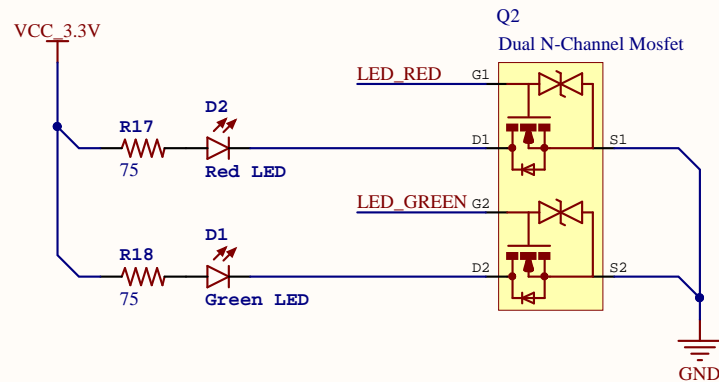 Q2
VCC_3.3V
Dual N-Channel Mosfet
LED_RED
G1
D2
R17
D1
S1
75
Red LED
LED_GREEN
G2
D1
R18
D2
S2
75
Green LED
GND